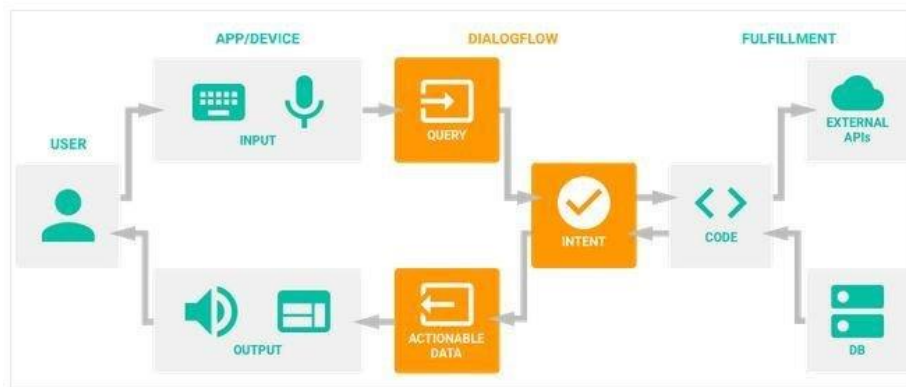 APP/DEVICE
DIALOGFLOW
FULFILLMENT
USER
INPUT
QUERY
EXTERNAL
APIs
INTENT
CODE
OUTPUT
ACTIONABLE
DATA
DB